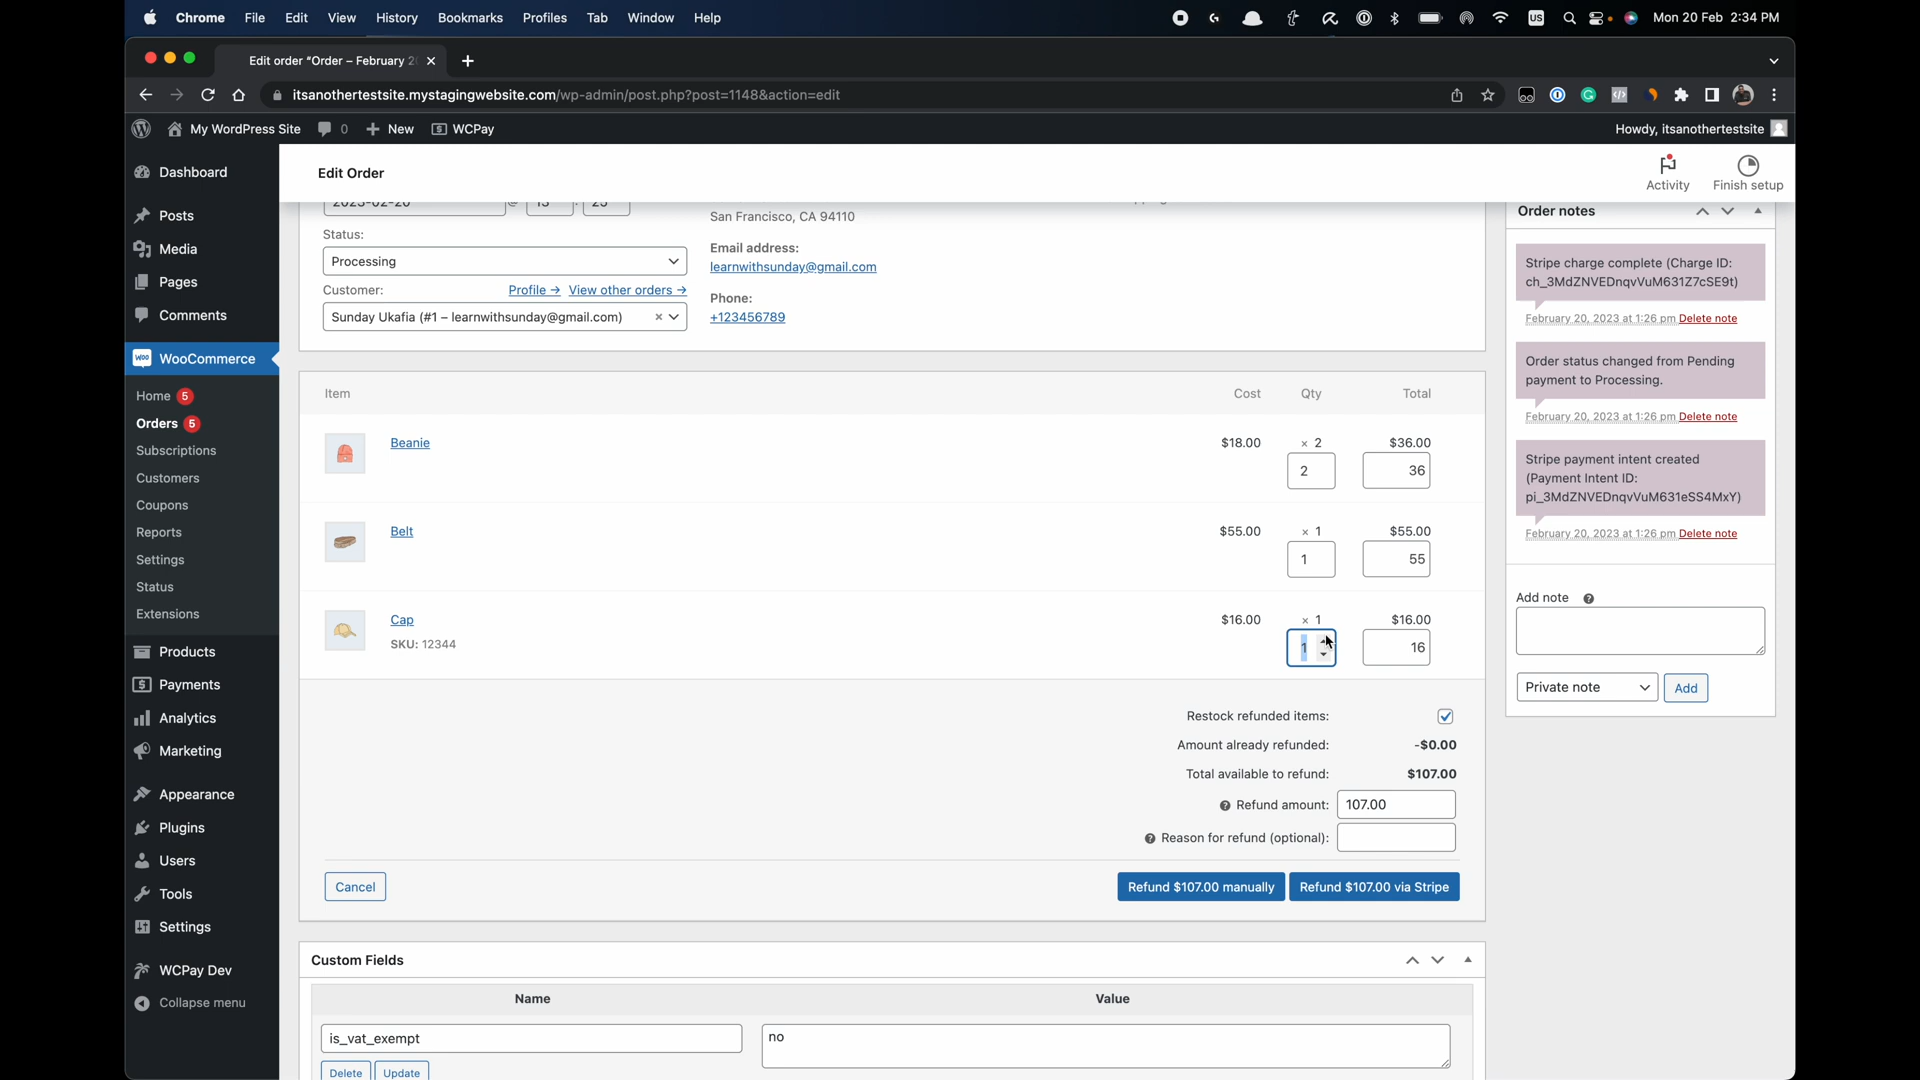 Chrome File Edit View History Bookmarks Profiles Tab Window Help US Mon 20 Feb 2:34 PM
Edit order "Order – February 2
itsanothertestsite.mystagingwebsite.com/wp-admin/post.php?post=1148&action=edit
My WordPress Site 0 New WCPay Howdy, itsanothertestsite
Dashboard
Posts
Media
Pages
Comments
WooCommerce
Home 5
Orders 5
Subscriptions
Customers
Coupons
Reports
Settings
Status
Extensions
Products
Payments
Analytics
Marketing
Appearance
Plugins
Users
Tools
Settings
WCPay Dev
Collapse menu
Edit Order
Activity
Finish setup
2023-02-20 @ 13 : 25
Status:
Processing
Customer: Profile → View other orders →
Sunday Ukafia (#1 – learnwithsunday@gmail.com) ×
San Francisco, CA 94110
Email address:
learnwithsunday@gmail.com
Phone:
+123456789
Item Cost Qty Total
Beanie $18.00 × 2 $36.00
2 36
Belt $55.00 × 1 $55.00
1 55
Cap $16.00 × 1 $16.00
SKU: 12344 1 16
Restock refunded items:
Amount already refunded: -$0.00
Total available to refund: $107.00
Refund amount: 107.00
Reason for refund (optional):
Cancel Refund $107.00 manually Refund $107.00 via Stripe
Custom Fields
Name Value
is_vat_exempt no
Delete Update
Order notes
Stripe charge complete (Charge ID:
ch_3MdZNVEDnqvVuM631Z7cSE9t)
February 20, 2023 at 1:26 pm Delete note
Order status changed from Pending
payment to Processing.
February 20, 2023 at 1:26 pm Delete note
Stripe payment intent created
(Payment Intent ID:
pi_3MdZNVEDnqvVuM631eSS4MxY)
February 20, 2023 at 1:26 pm Delete note
Add note
Private note Add